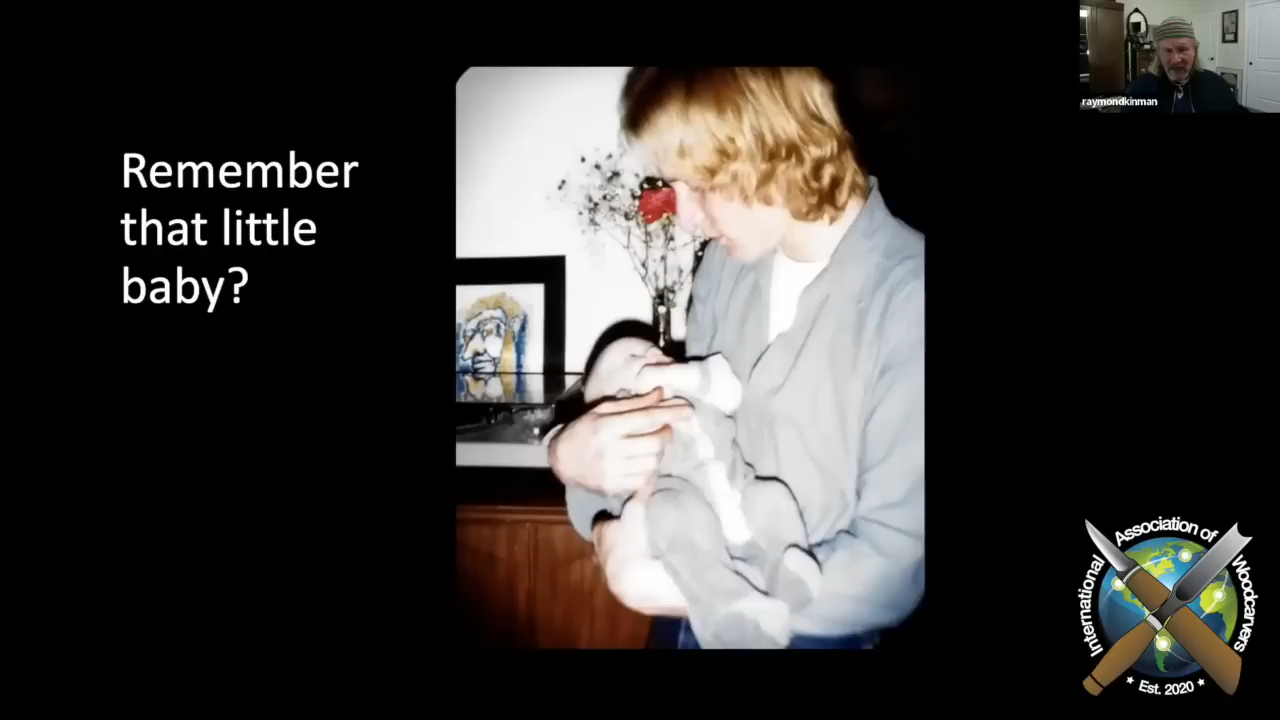 Remember
that little
baby?
raymondkinman
International Association of Woodcarvers
Est. 2020